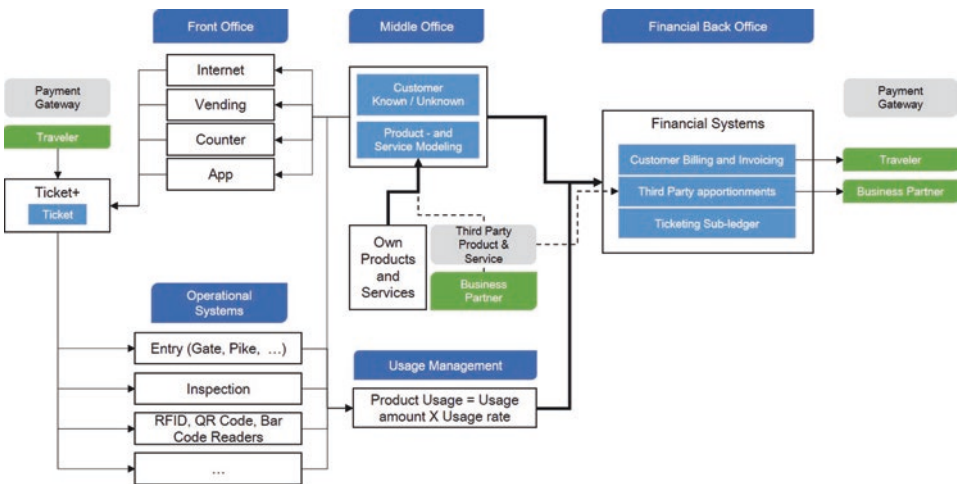 Front Office
Middle Office
Financial Back Office
Payment
Gateway
Traveler
Ticket+
Ticket
Internet
Vending
Counter
App
Customer
Known / Unknown
Product - and
Service Modeling
Own
Products
and
Services
Third Party
Product &
Service
Business
Partner
Financial Systems
Customer Billing and Invoicing
Third Party apportionments
Ticketing Sub-ledger
Payment
Gateway
Traveler
Business Partner
Operational
Systems
Entry (Gate, Pike, ...)
Inspection
RFID, QR Code, Bar
Code Readers
...
Usage Management
Product Usage = Usage
amount X Usage rate